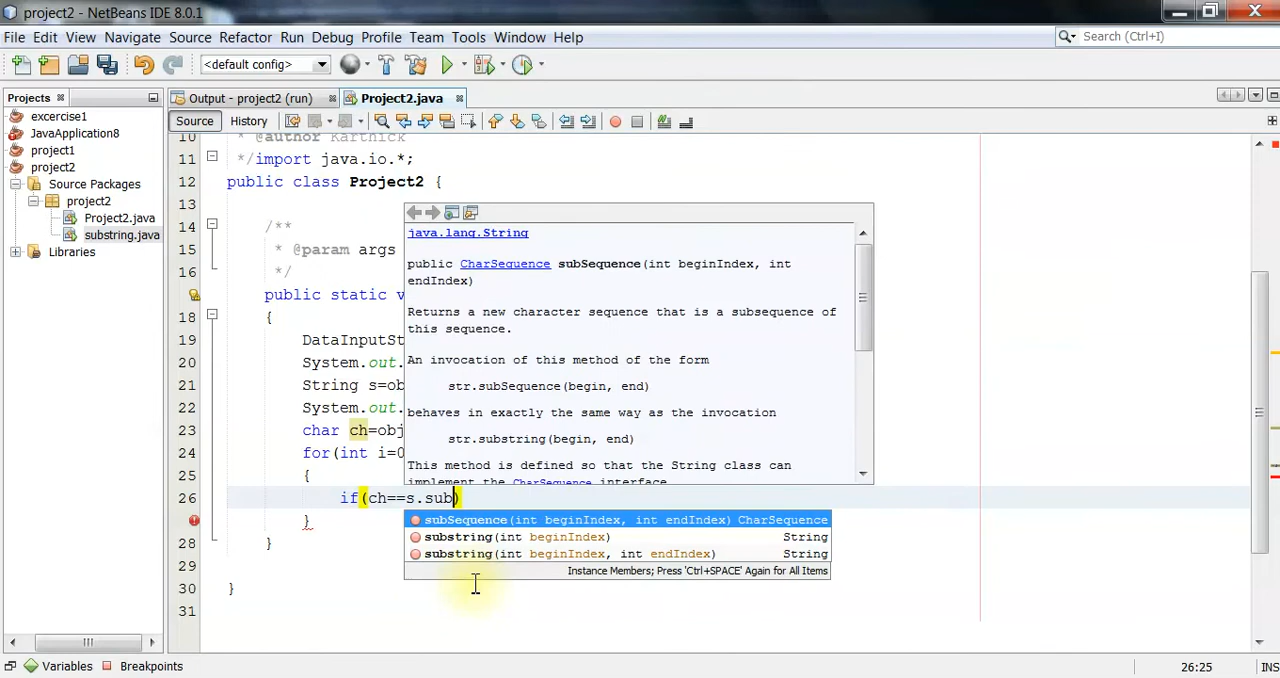 project2 - NetBeans IDE 8.0.1
File Edit View Navigate Source Refactor Run Debug Profile Team Tools Window Help
Search (Ctrl+I)
<default config>
Projects
Output - project2 (run)
Project2.java
excercise1
JavaApplication8
project1
project2
Source Packages
project2
Project2.java
substring.java
Libraries
Source History
10 * @author Karthick
11 */import java.io.*;
12 public class Project2 {
13
14 /**
15 * @param args
16 */
public static v
18 {
19 DataInputSt
20 System.out.
21 String s=ob
22 System.out.
23 char ch=obj
24 for(int i=0
25 {
26 if(ch==s.sub)
}
28 }
29
30 }
31
java.lang.String
public CharSequence subSequence(int beginIndex, int
endIndex)
Returns a new character sequence that is a subsequence of
this sequence.
An invocation of this method of the form
str.subSequence(begin, end)
behaves in exactly the same way as the invocation
str.substring(begin, end)
This method is defined so that the String class can
implement the CharSequence interface.
subSequence(int beginIndex, int endIndex) CharSequence
substring(int beginIndex) String
substring(int beginIndex, int endIndex) String
Instance Members; Press 'Ctrl+SPACE' Again for All Items
Variables Breakpoints
26:25 INS